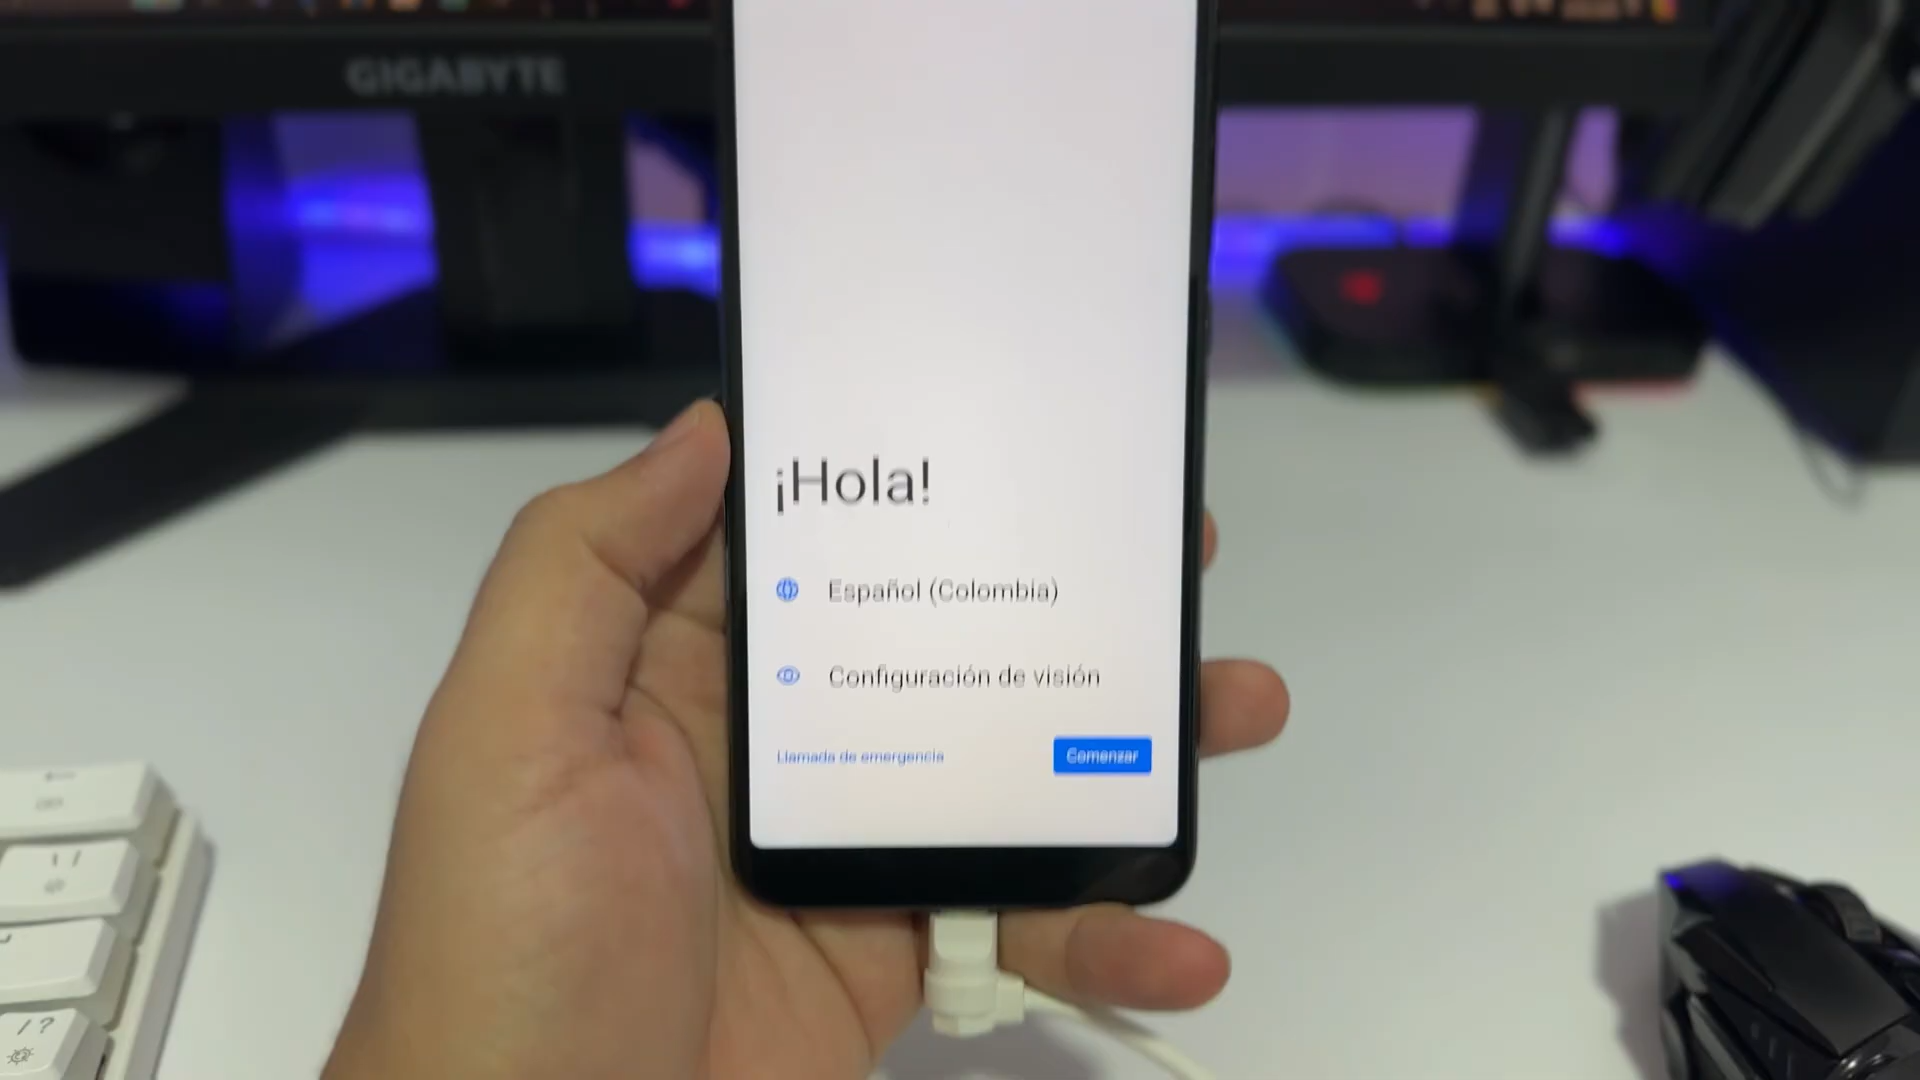 GIGABYTE
¡Hola!
Español (Colombia)
Configuración de visión
Llamada de emergencia
Comenzar
\ |
/ ?